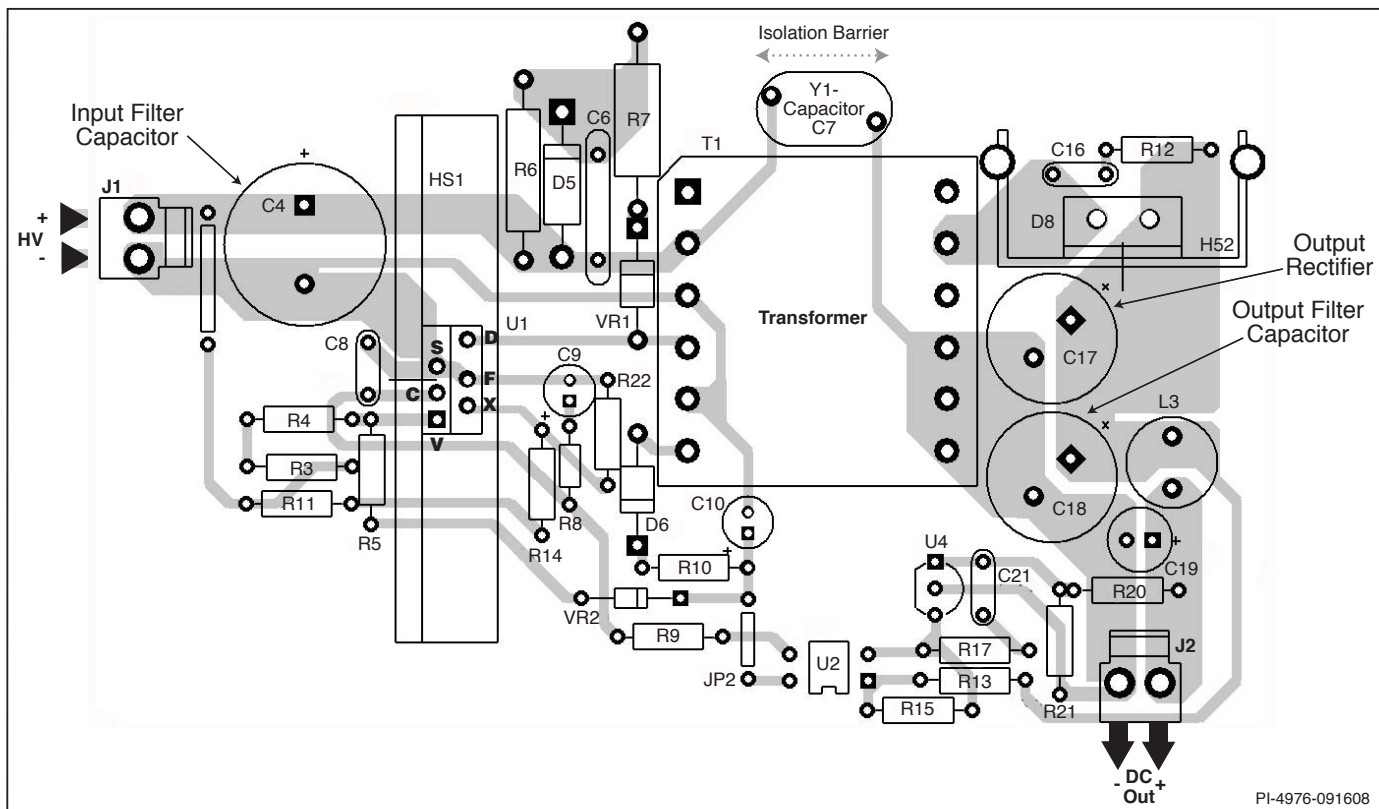 Isolation Barrier
Y1-
Capacitor
C7
Input Filter
Capacitor
+
J1
+
HV
-
C4
HS1
R6
D5
C6
R7
T1
C16
R12
D8
H52
Output
Rectifier
Output Filter
Capacitor
x
C17
x
C18
L3
Transformer
VR1
U1
D
S
F
C
X
V
C8
C9
R22
+
R4
R3
R11
R5
R14
R8
D6
C10
+
R10
VR2
R9
JP2
U2
U4
C21
R17
R13
R15
R20
R21
+
C19
J2
- DC +
Out
PI-4976-091608